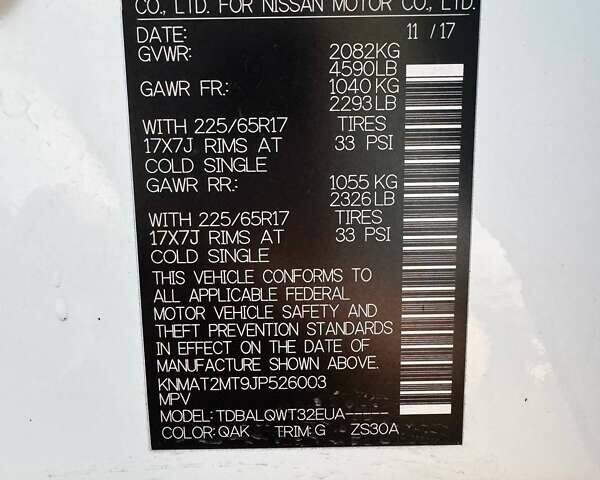 CO., LTD. FOR NISSAN MOTOR CO., LTD.
DATE: 11 / 17
GVWR: 2082KG
4590LB
GAWR FR: 1040 KG
2293 LB
WITH 225/65R17 TIRES
17X7J RIMS AT 33 PSI
COLD SINGLE
GAWR RR: 1055 KG
2326 LB
WITH 225/65R17 TIRES
17X7J RIMS AT 33 PSI
COLD SINGLE
THIS VEHICLE CONFORMS TO
ALL APPLICABLE FEDERAL
MOTOR VEHICLE SAFETY AND
THEFT PREVENTION STANDARDS
IN EFFECT ON THE DATE OF
MANUFACTURE SHOWN ABOVE.
KNMAT2MT9JP526003
MPV
MODEL: TDBALQWT32EUA-----
COLOR: QAK TRIM: G ZS30A